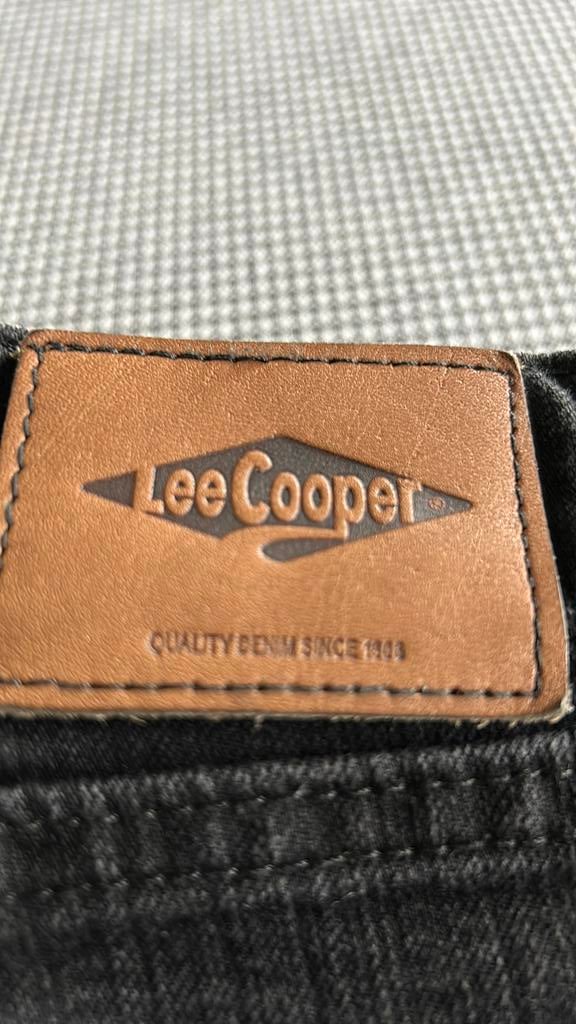 Lee Cooper ®
QUALITY DENIM SINCE 1908